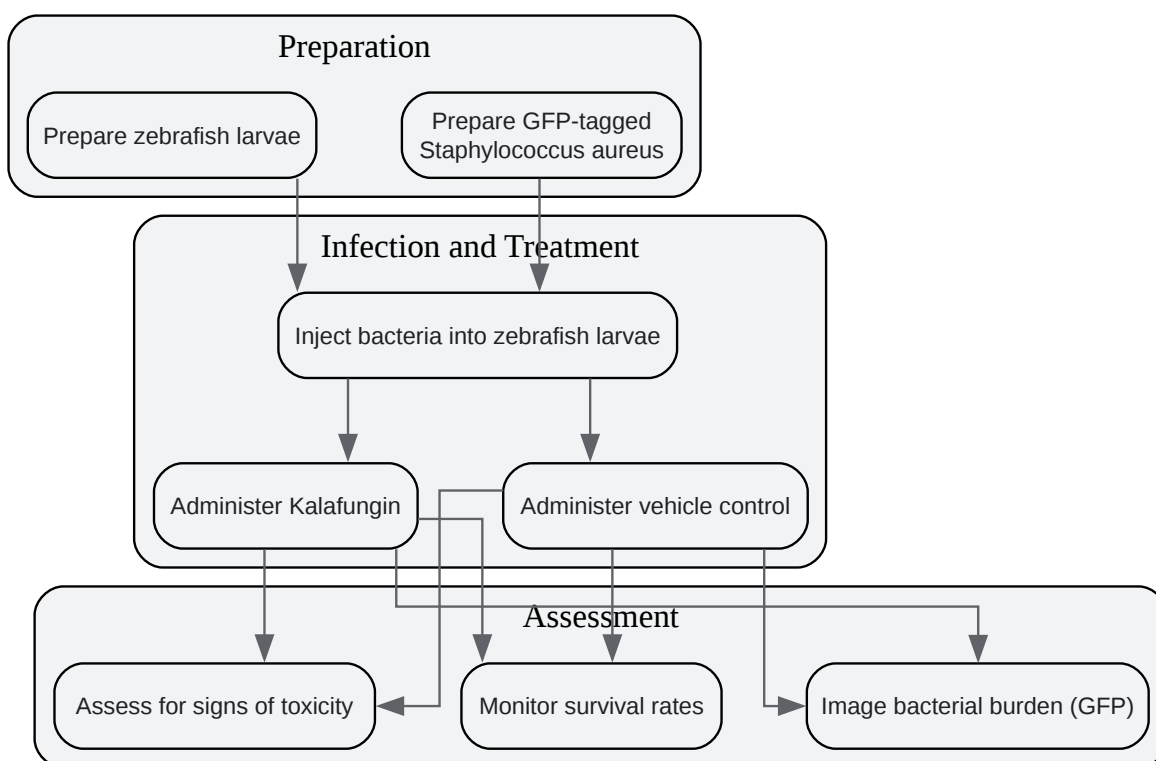 Preparation
Prepare zebrafish larvae
Prepare GFP-tagged
Staphylococcus aureus
Infection and Treatment
Inject bacteria into zebrafish larvae
Administer Kalafungin
Administer vehicle control
Assessment
Assess for signs of toxicity
Monitor survival rates
Image bacterial burden (GFP)